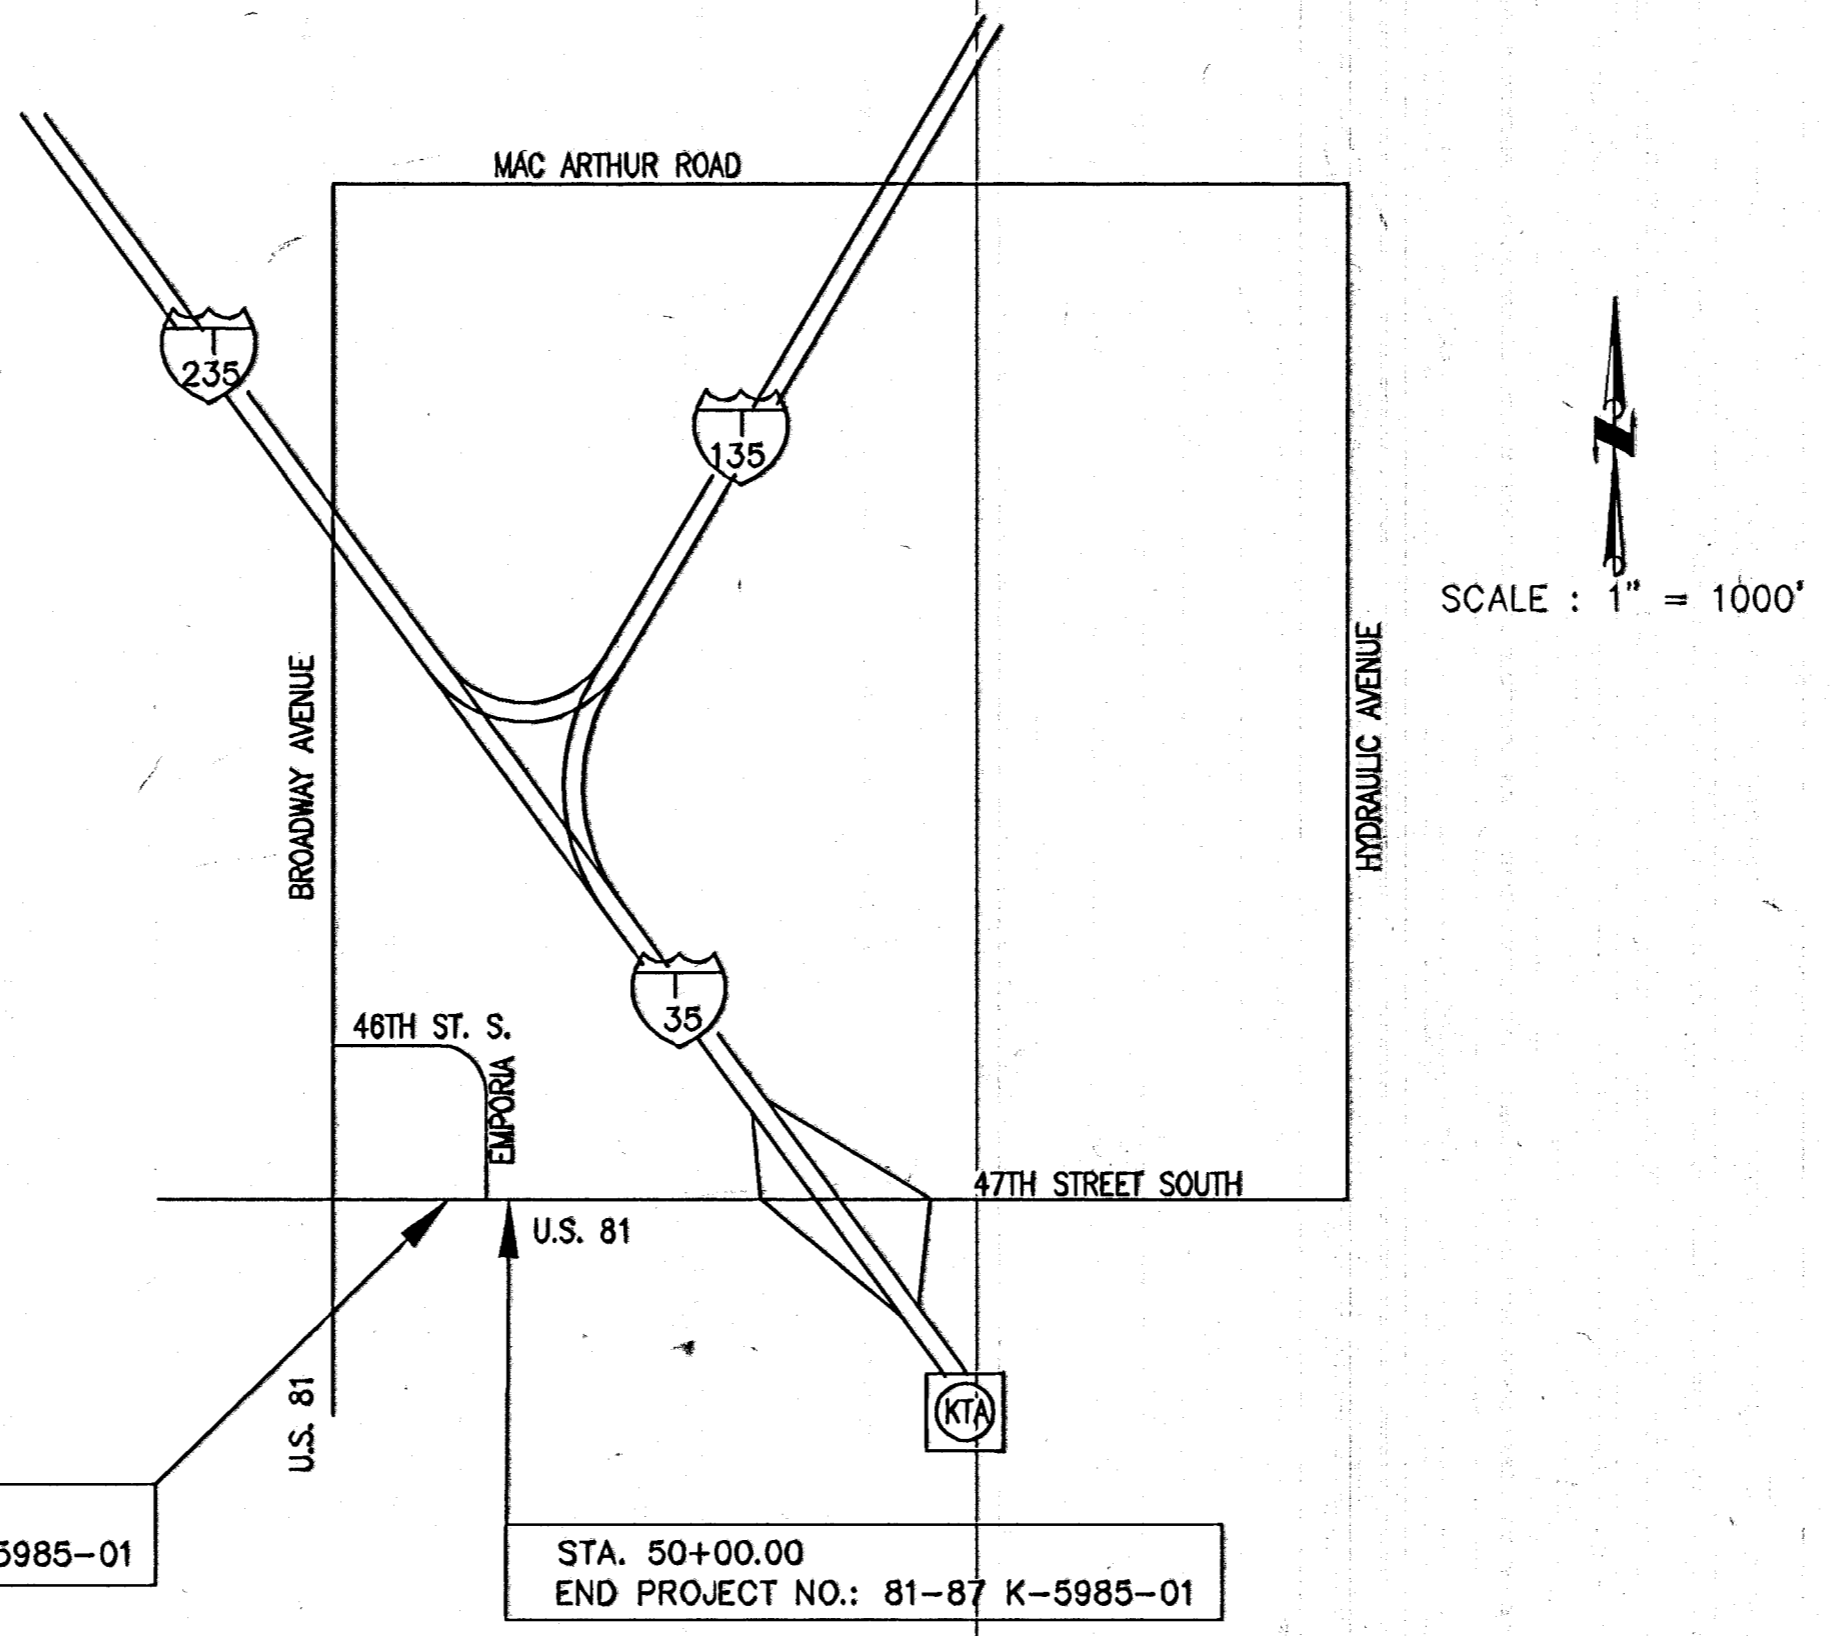 MAC ARTHUR ROAD
I
235
I
135
N
SCALE : 1" = 1000'
BROADWAY AVENUE
HYDRAULIC AVENUE
I
35
46TH ST. S.
EMPORIA S
47TH STREET SOUTH
U.S. 81
U.S. 81
KTA
5985-01
STA. 50+00.00
END PROJECT NO.: 81-87 K-5985-01